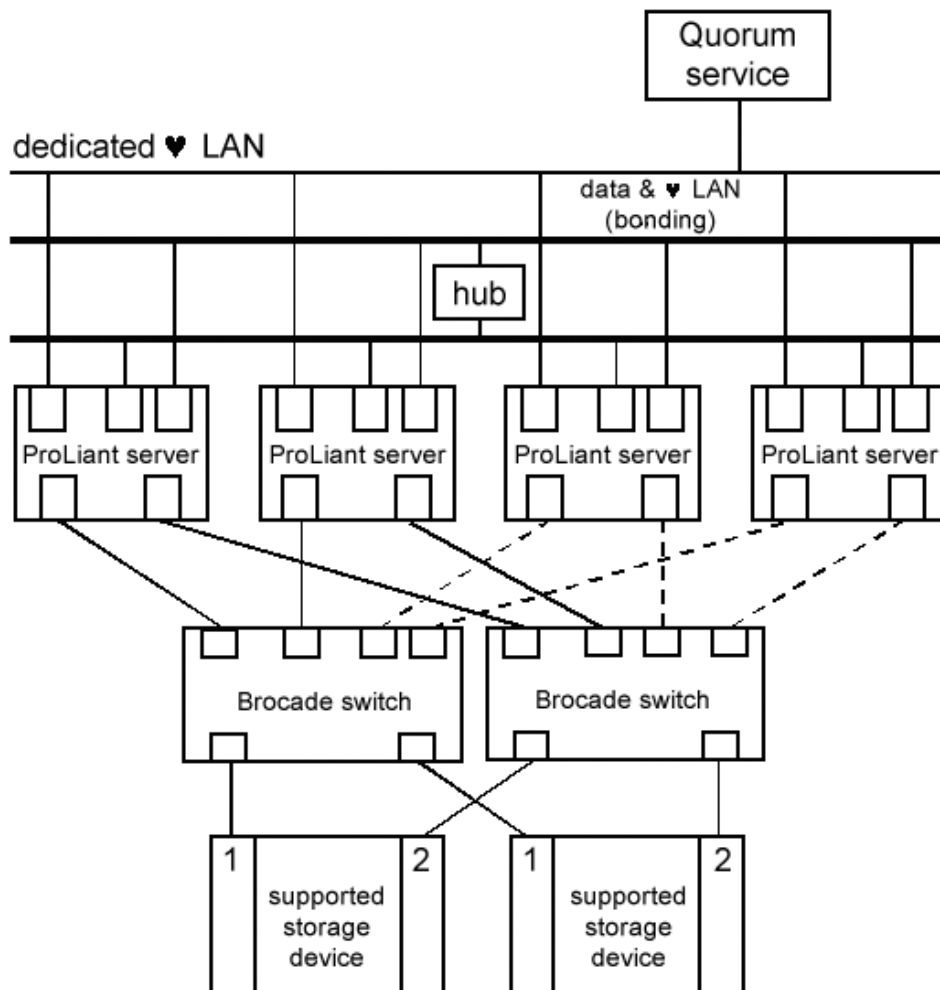 Quorum
service
dedicated ♥ LAN
data & ♥ LAN
(bonding)
hub
ProLiant server
ProLiant server
ProLiant server
ProLiant server
Brocade switch
Brocade switch
1
2
1
2
supported
storage
device
supported
storage
device